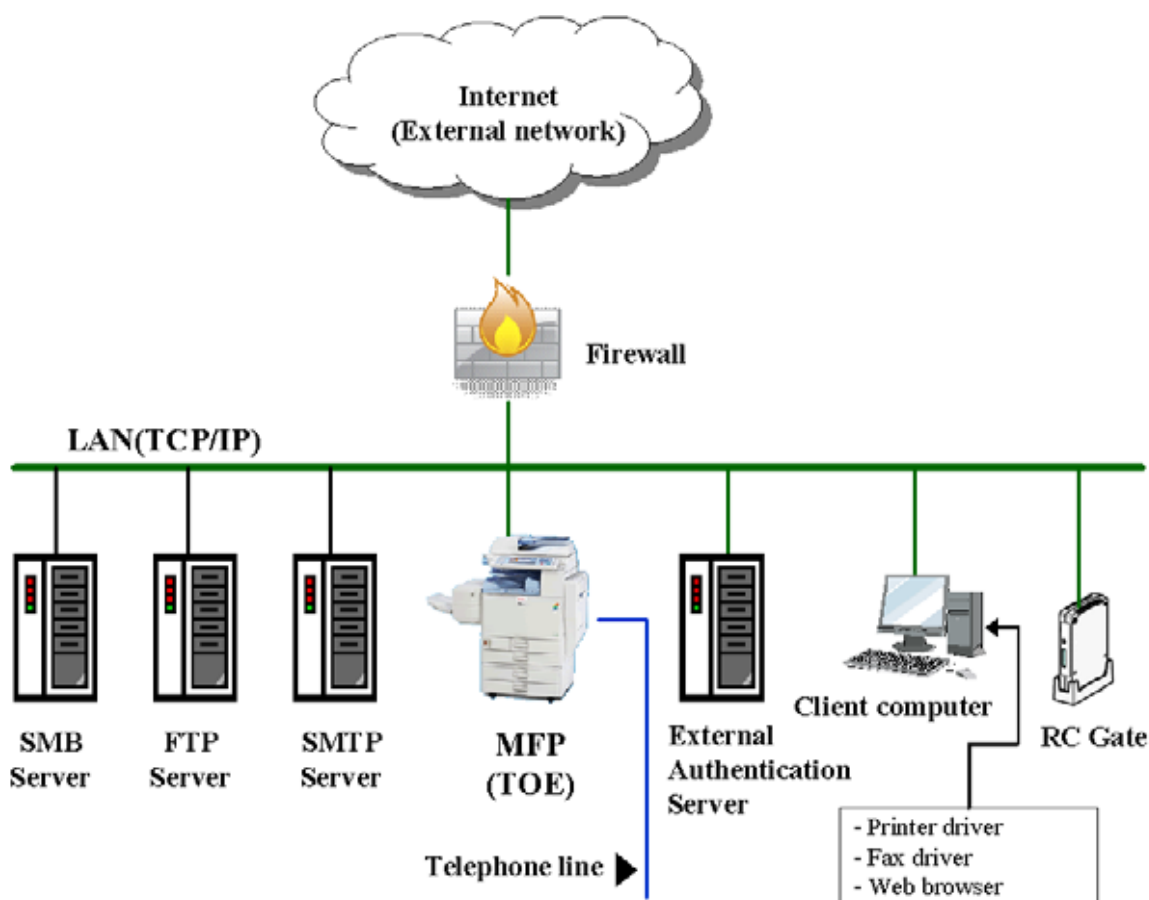 Internet
(External network)
Firewall
LAN(TCP/IP)
SMB
Server
FTP
Server
SMTP
Server
MFP
(TOE)
External
Authentication
Server
Client computer
RC Gate
Telephone line
- Printer driver
- Fax driver
- Web browser